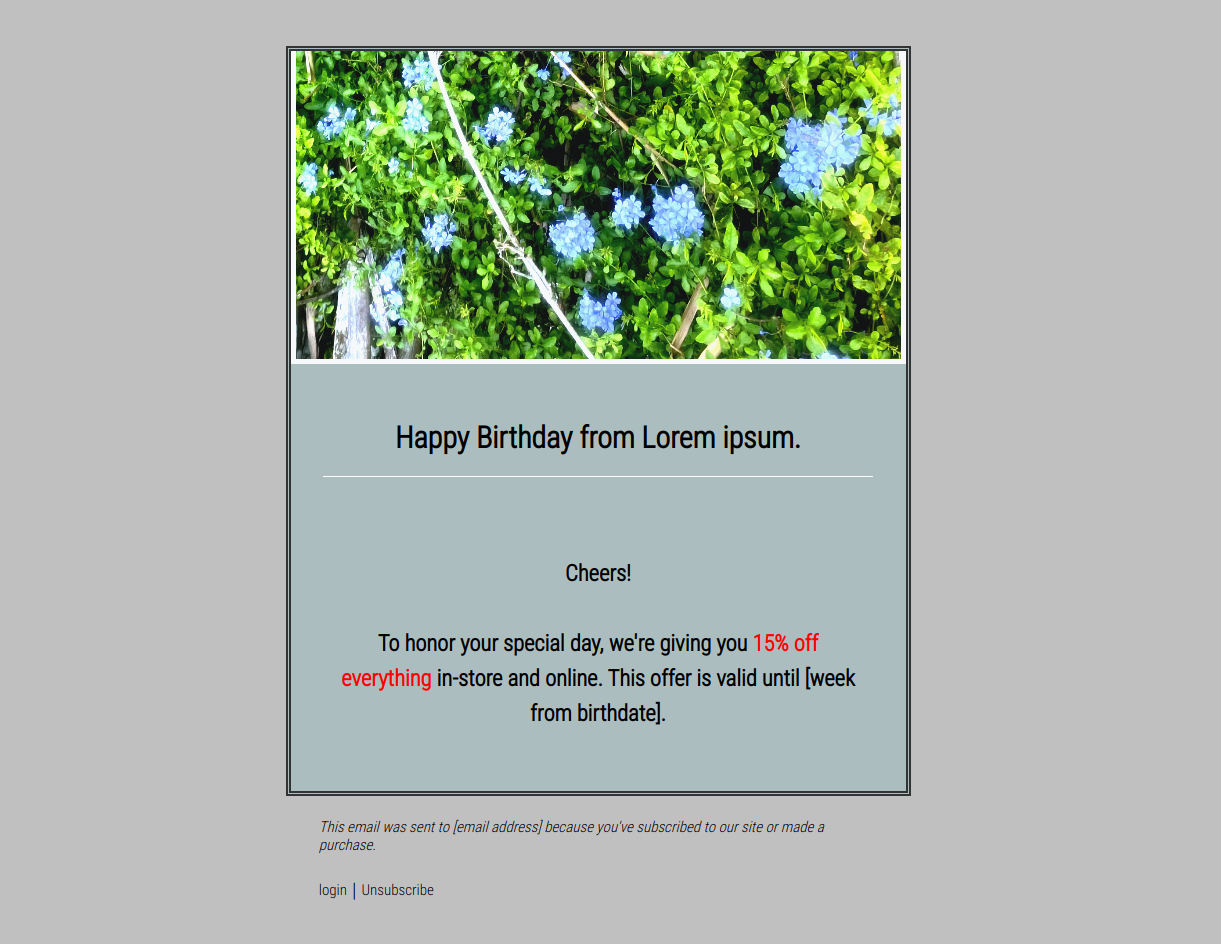 Happy Birthday from Lorem ipsum.
Cheers!
To honor your special day, we're giving you 15% off
everything in-store and online. This offer is valid until [week
from birthdate].
This email was sent to [email address] because you've subscribed to our site or made a
purchase.
login | Unsubscribe